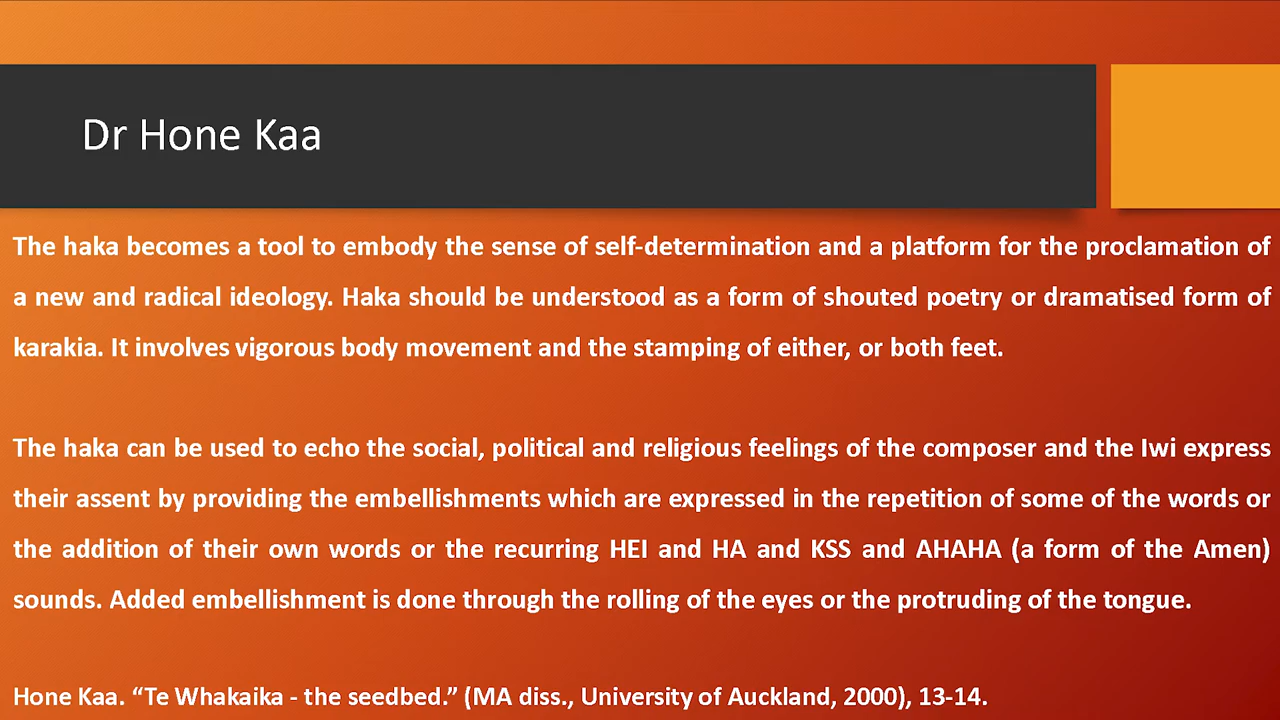 Dr Hone Kaa
The haka becomes a tool to embody the sense of self-determination and a platform for the proclamation of
a new and radical ideology. Haka should be understood as a form of shouted poetry or dramatised form of
karakia. It involves vigorous body movement and the stamping of either, or both feet.
The haka can be used to echo the social, political and religious feelings of the composer and the Iwi express
their assent by providing the embellishments which are expressed in the repetition of some of the words or
the addition of their own words or the recurring HEI and HA and KSS and AHAHA (a form of the Amen)
sounds. Added embellishment is done through the rolling of the eyes or the protruding of the tongue.
Hone Kaa. “Te Whakaika - the seedbed.” (MA diss., University of Auckland, 2000), 13-14.